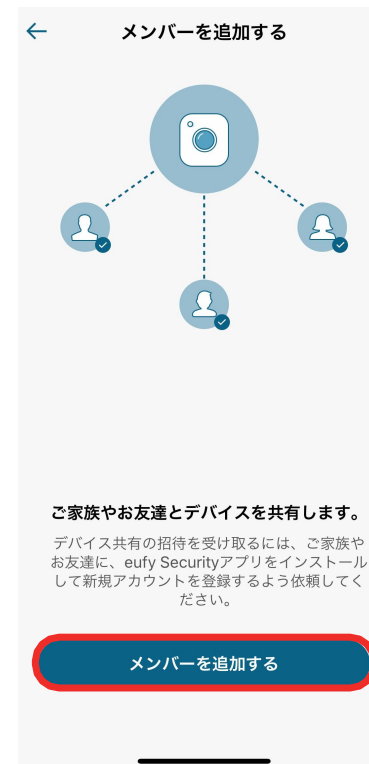 メンバーを追加する
ご家族やお友達とデバイスを共有します。
デバイス共有の招待を受け取るには、ご家族や
お友達に、eufy Securityアプリをインストール
して新規アカウントを登録するよう依頼してく
ださい。
メンバーを追加する